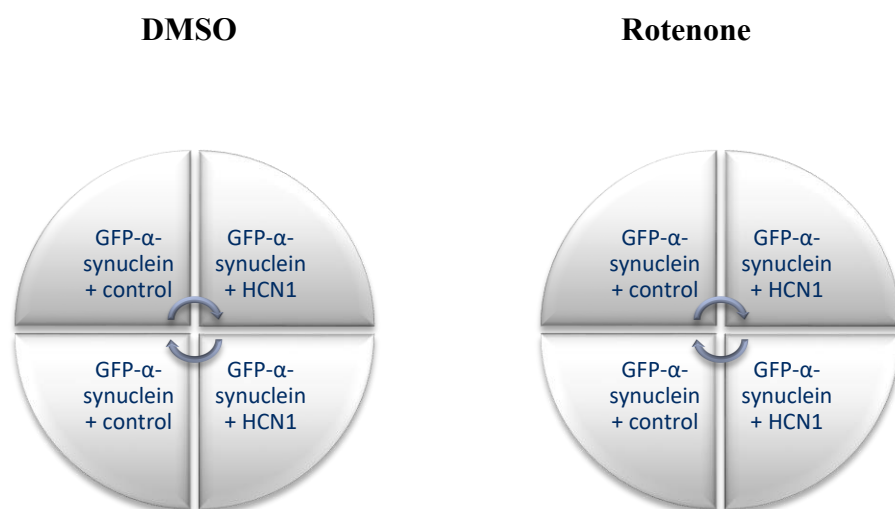 DMSO
Rotenone
GFP-α-
synuclein
+ control
GFP-α-
synuclein
+ HCN1
GFP-α-
synuclein
+ control
GFP-α-
synuclein
+ HCN1
GFP-α-
synuclein
+ control
GFP-α-
synuclein
+ HCN1
GFP-α-
synuclein
+ control
GFP-α-
synuclein
+ HCN1